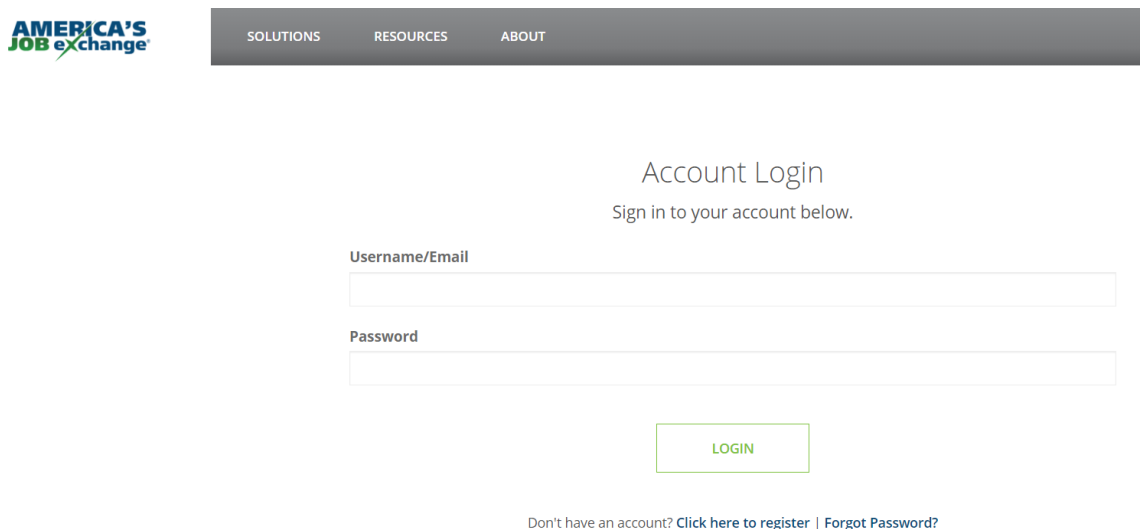 AMERICA'S
JOB eXchange®
SOLUTIONS RESOURCES ABOUT
Account Login
Sign in to your account below.
Username/Email
Password
LOGIN
Don't have an account? Click here to register | Forgot Password?